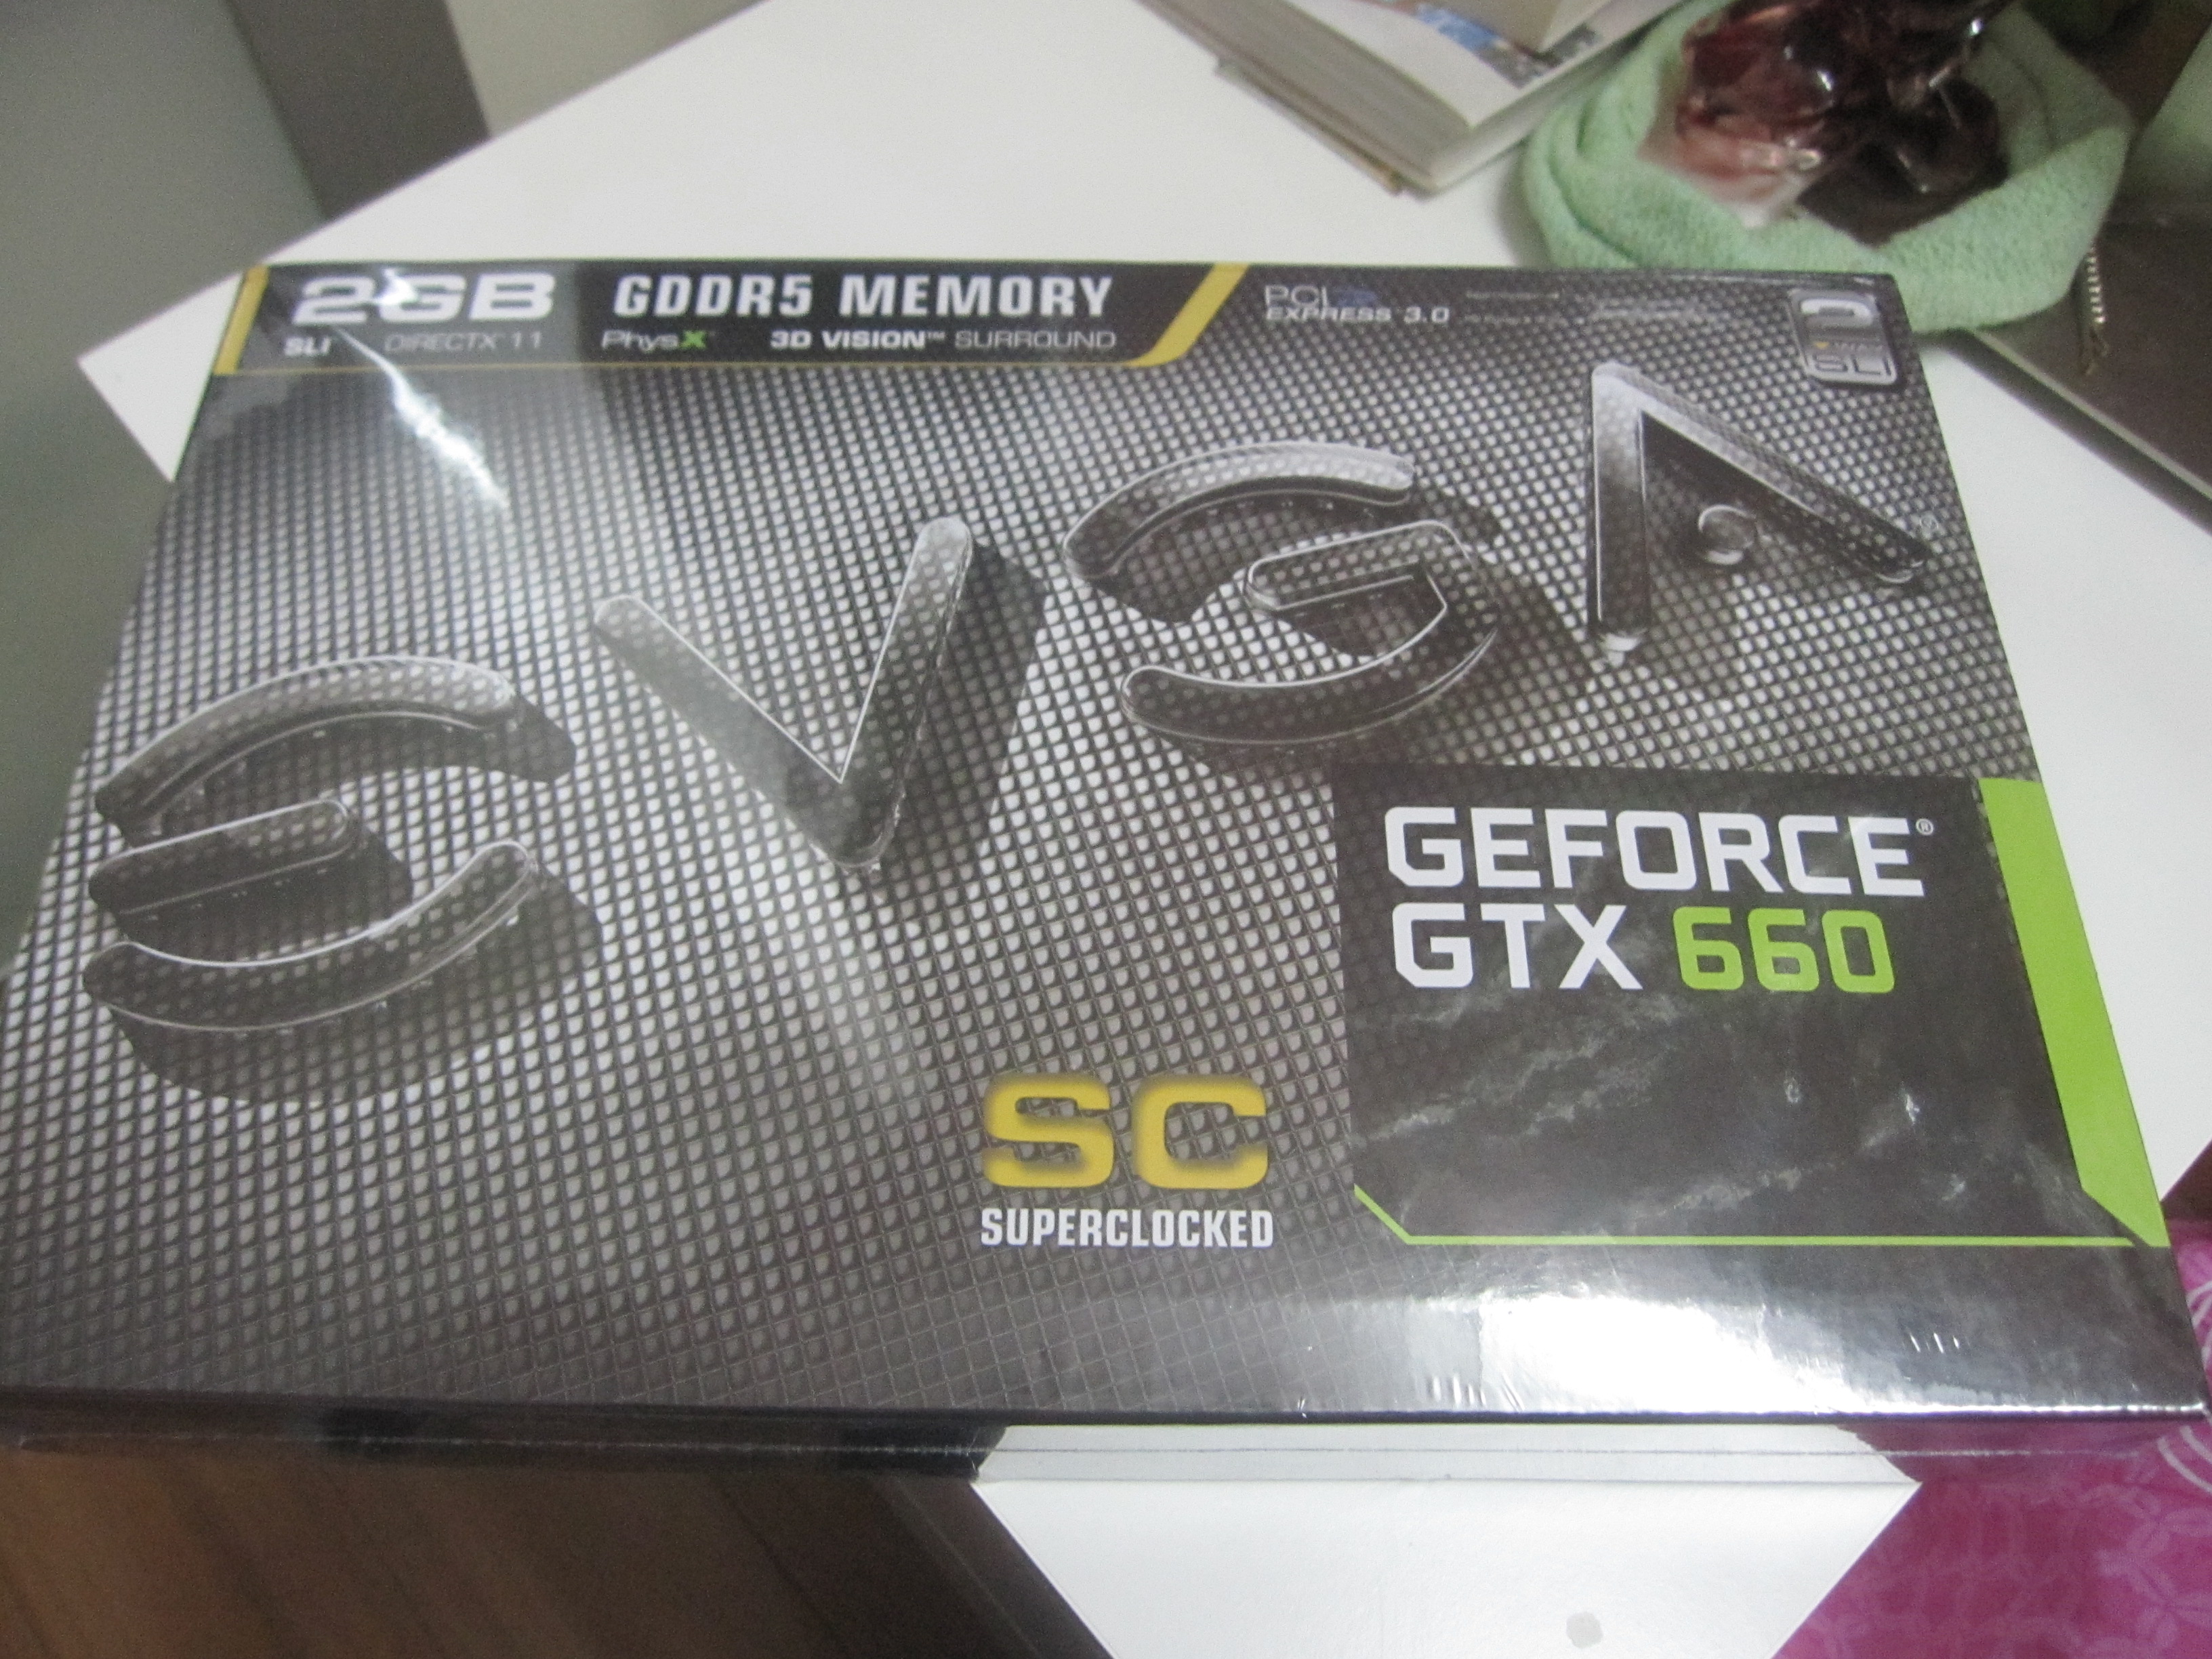 2GB GDDR5 MEMORY
SLI DIRECTX 11 PhysX 3D VISION™ SURROUND
PCI
EXPRESS 3.0
EVGA®
SC
SUPERCLOCKED
GEFORCE®
GTX 660